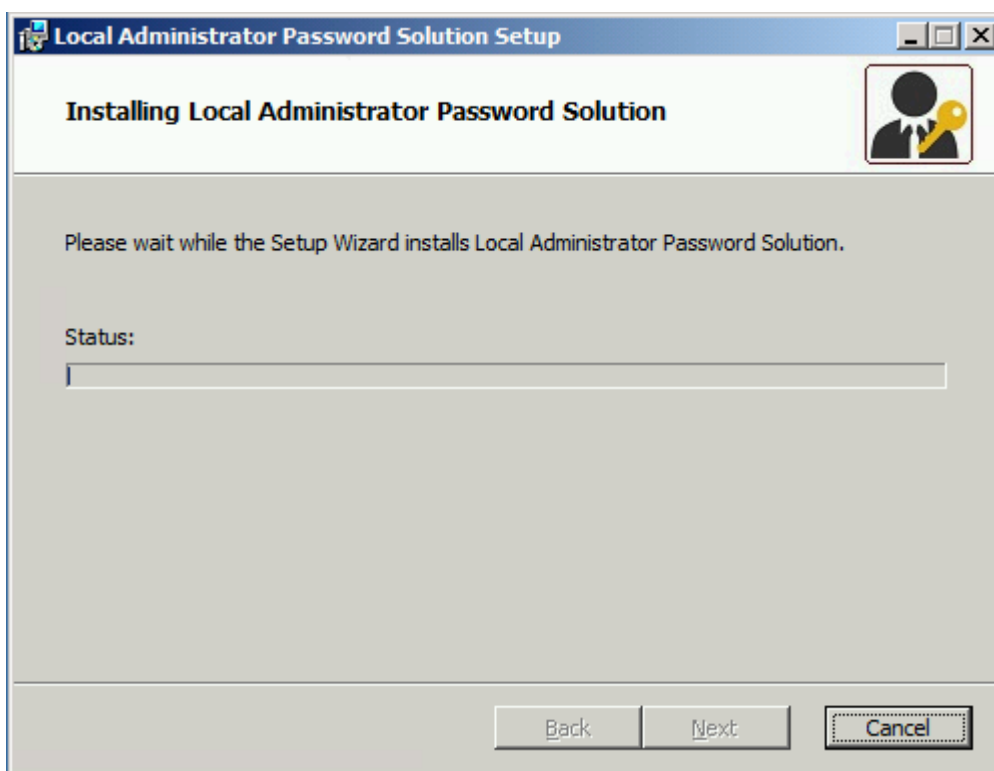 Local Administrator Password Solution Setup
Installing Local Administrator Password Solution
Please wait while the Setup Wizard installs Local Administrator Password Solution.
Status:
Back Next Cancel